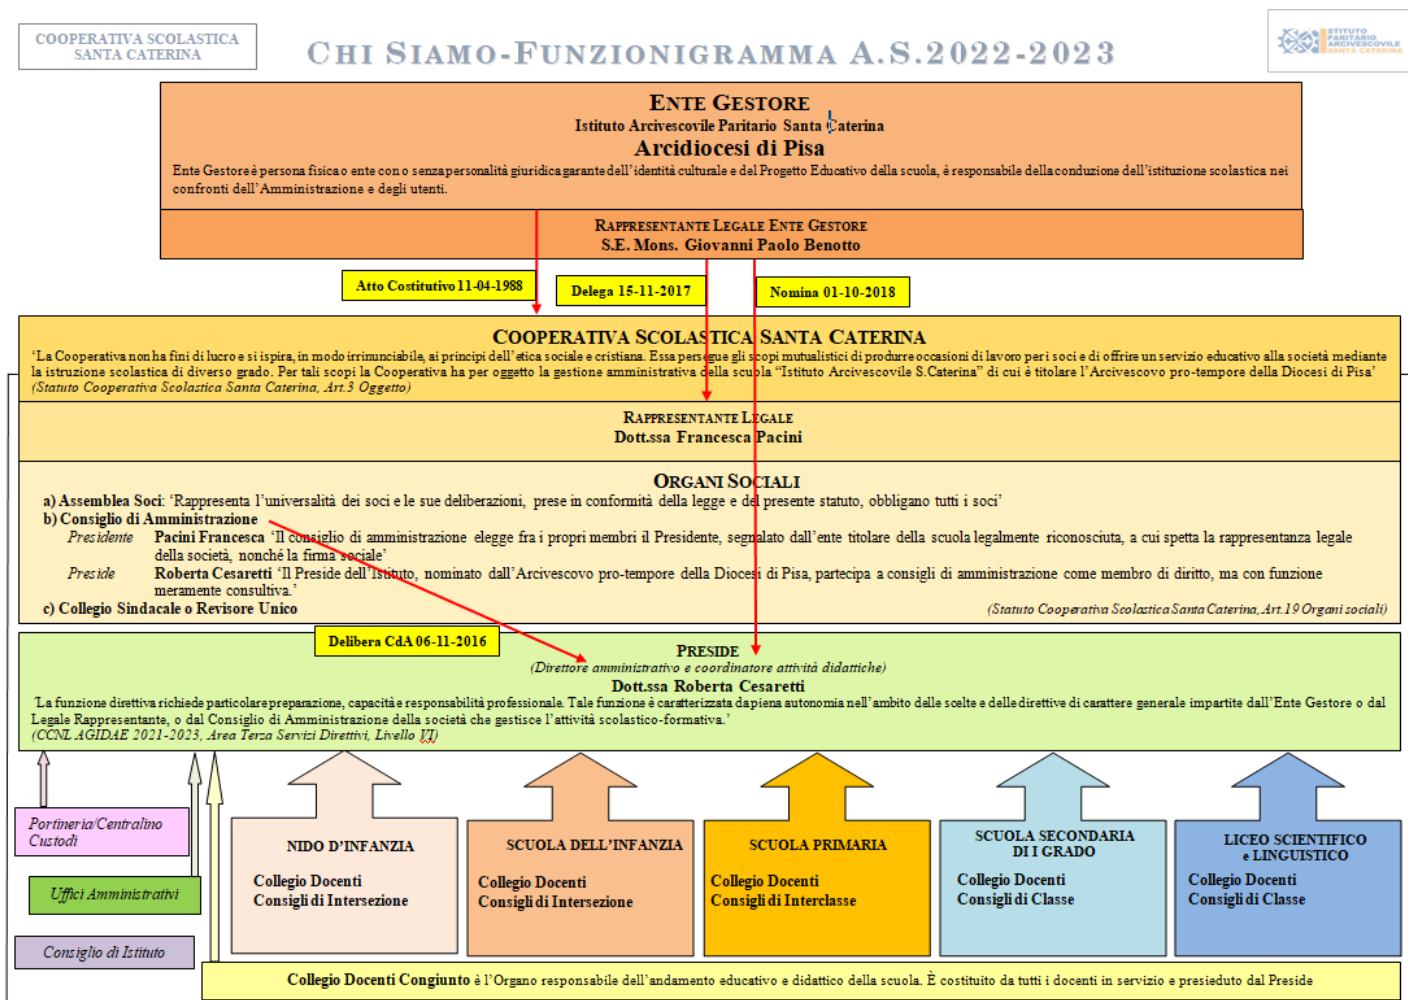 COOPERATIVA SCOLASTICA
SANTA CATERINA
CHI SIAMO-FUNZIONIGRAMMA A.S.2022-2023
ISTITUTO
PARITARIO
ARCIVESCOVILE
SANTA CATERINA
ENTE GESTORE
Istituto Arcivescovile Paritario Santa Caterina
Arcidiocesi di Pisa
Ente Gestore è persona fisica o ente con o senza personalità giuridica garante dell'identità culturale e del Progetto Educativo della scuola, è responsabile della conduzione dell'istituzione scolastica nei
confronti dell'Amministrazione e degli utenti.
RAPPRESENTANTE LEGALE ENTE GESTORE
S.E. Mons. Giovanni Paolo Benotto
Atto Costitutivo 11-04-1988
Delega 15-11-2017
Nomina 01-10-2018
COOPERATIVA SCOLASTICA SANTA CATERINA
'La Cooperativa non ha fini di lucro e si ispira, in modo irrinunciabile, ai principi dell'etica sociale e cristiana. Essa persegue gli scopi mutualistici di produrre occasioni di lavoro per i soci e di offrire un servizio educativo alla società mediante
la istruzione scolastica di diverso grado. Per tali scopi la Cooperativa ha per oggetto la gestione amministrativa della scuola "Istituto Arcivescovile S.Caterina" di cui è titolare l'Arcivescovo pro-tempore della Diocesi di Pisa'
(Statuto Cooperativa Scolastica Santa Caterina, Art.3 Oggetto)
RAPPRESENTANTE LEGALE
Dott.ssa Francesca Pacini
ORGANI SOCIALI
a) Assemblea Soci: 'Rappresenta l'universalità dei soci e le sue deliberazioni, prese in conformità della legge e del presente statuto, obbligano tutti i soci'
b) Consiglio di Amministrazione
Presidente Pacini Francesca 'Il consiglio di amministrazione elegge fra i propri membri il Presidente, segnalato dall'ente titolare della scuola legalmente riconosciuta, a cui spetta la rappresentanza legale
della società, nonché la firma sociale'
Preside Roberta Cesaretti 'Il Preside dell'Istituto, nominato dall'Arcivescovo pro-tempore della Diocesi di Pisa, partecipa a consigli di amministrazione come membro di diritto, ma con funzione
meramente consultiva.'
c) Collegio Sindacale o Revisore Unico (Statuto Cooperativa Scolastica Santa Caterina, Art.19 Organi sociali)
Delibera CdA 06-11-2016
PRESIDE
(Direttore amministrativo e coordinatore attività didattiche)
Dott.ssa Roberta Cesaretti
'La funzione direttiva richiede particolare preparazione, capacità e responsabilità professionale. Tale funzione è caratterizzata da piena autonomia nell'ambito delle scelte e delle direttive di carattere generale impartite dall'Ente Gestore o dal
Legale Rappresentante, o dal Consiglio di Amministrazione della società che gestisce l'attività scolastico-formativa.'
(CCNL AGIDAE 2021-2023, Area Terza Servizi Direttivi, Livello VI)
Portineria/Centralino
Custodi
Uffici Amministrativi
Consiglio di Istituto
NIDO D'INFANZIA
Collegio Docenti
Consigli di Intersezione
SCUOLA DELL'INFANZIA
Collegio Docenti
Consigli di Intersezione
SCUOLA PRIMARIA
Collegio Docenti
Consigli di Interclasse
SCUOLA SECONDARIA
DI I GRADO
Collegio Docenti
Consigli di Classe
LICEO SCIENTIFICO
e LINGUISTICO
Collegio Docenti
Consigli di Classe
Collegio Docenti Congiunto è l'Organo responsabile dell'andamento educativo e didattico della scuola. È costituito da tutti i docenti in servizio e presieduto dal Preside